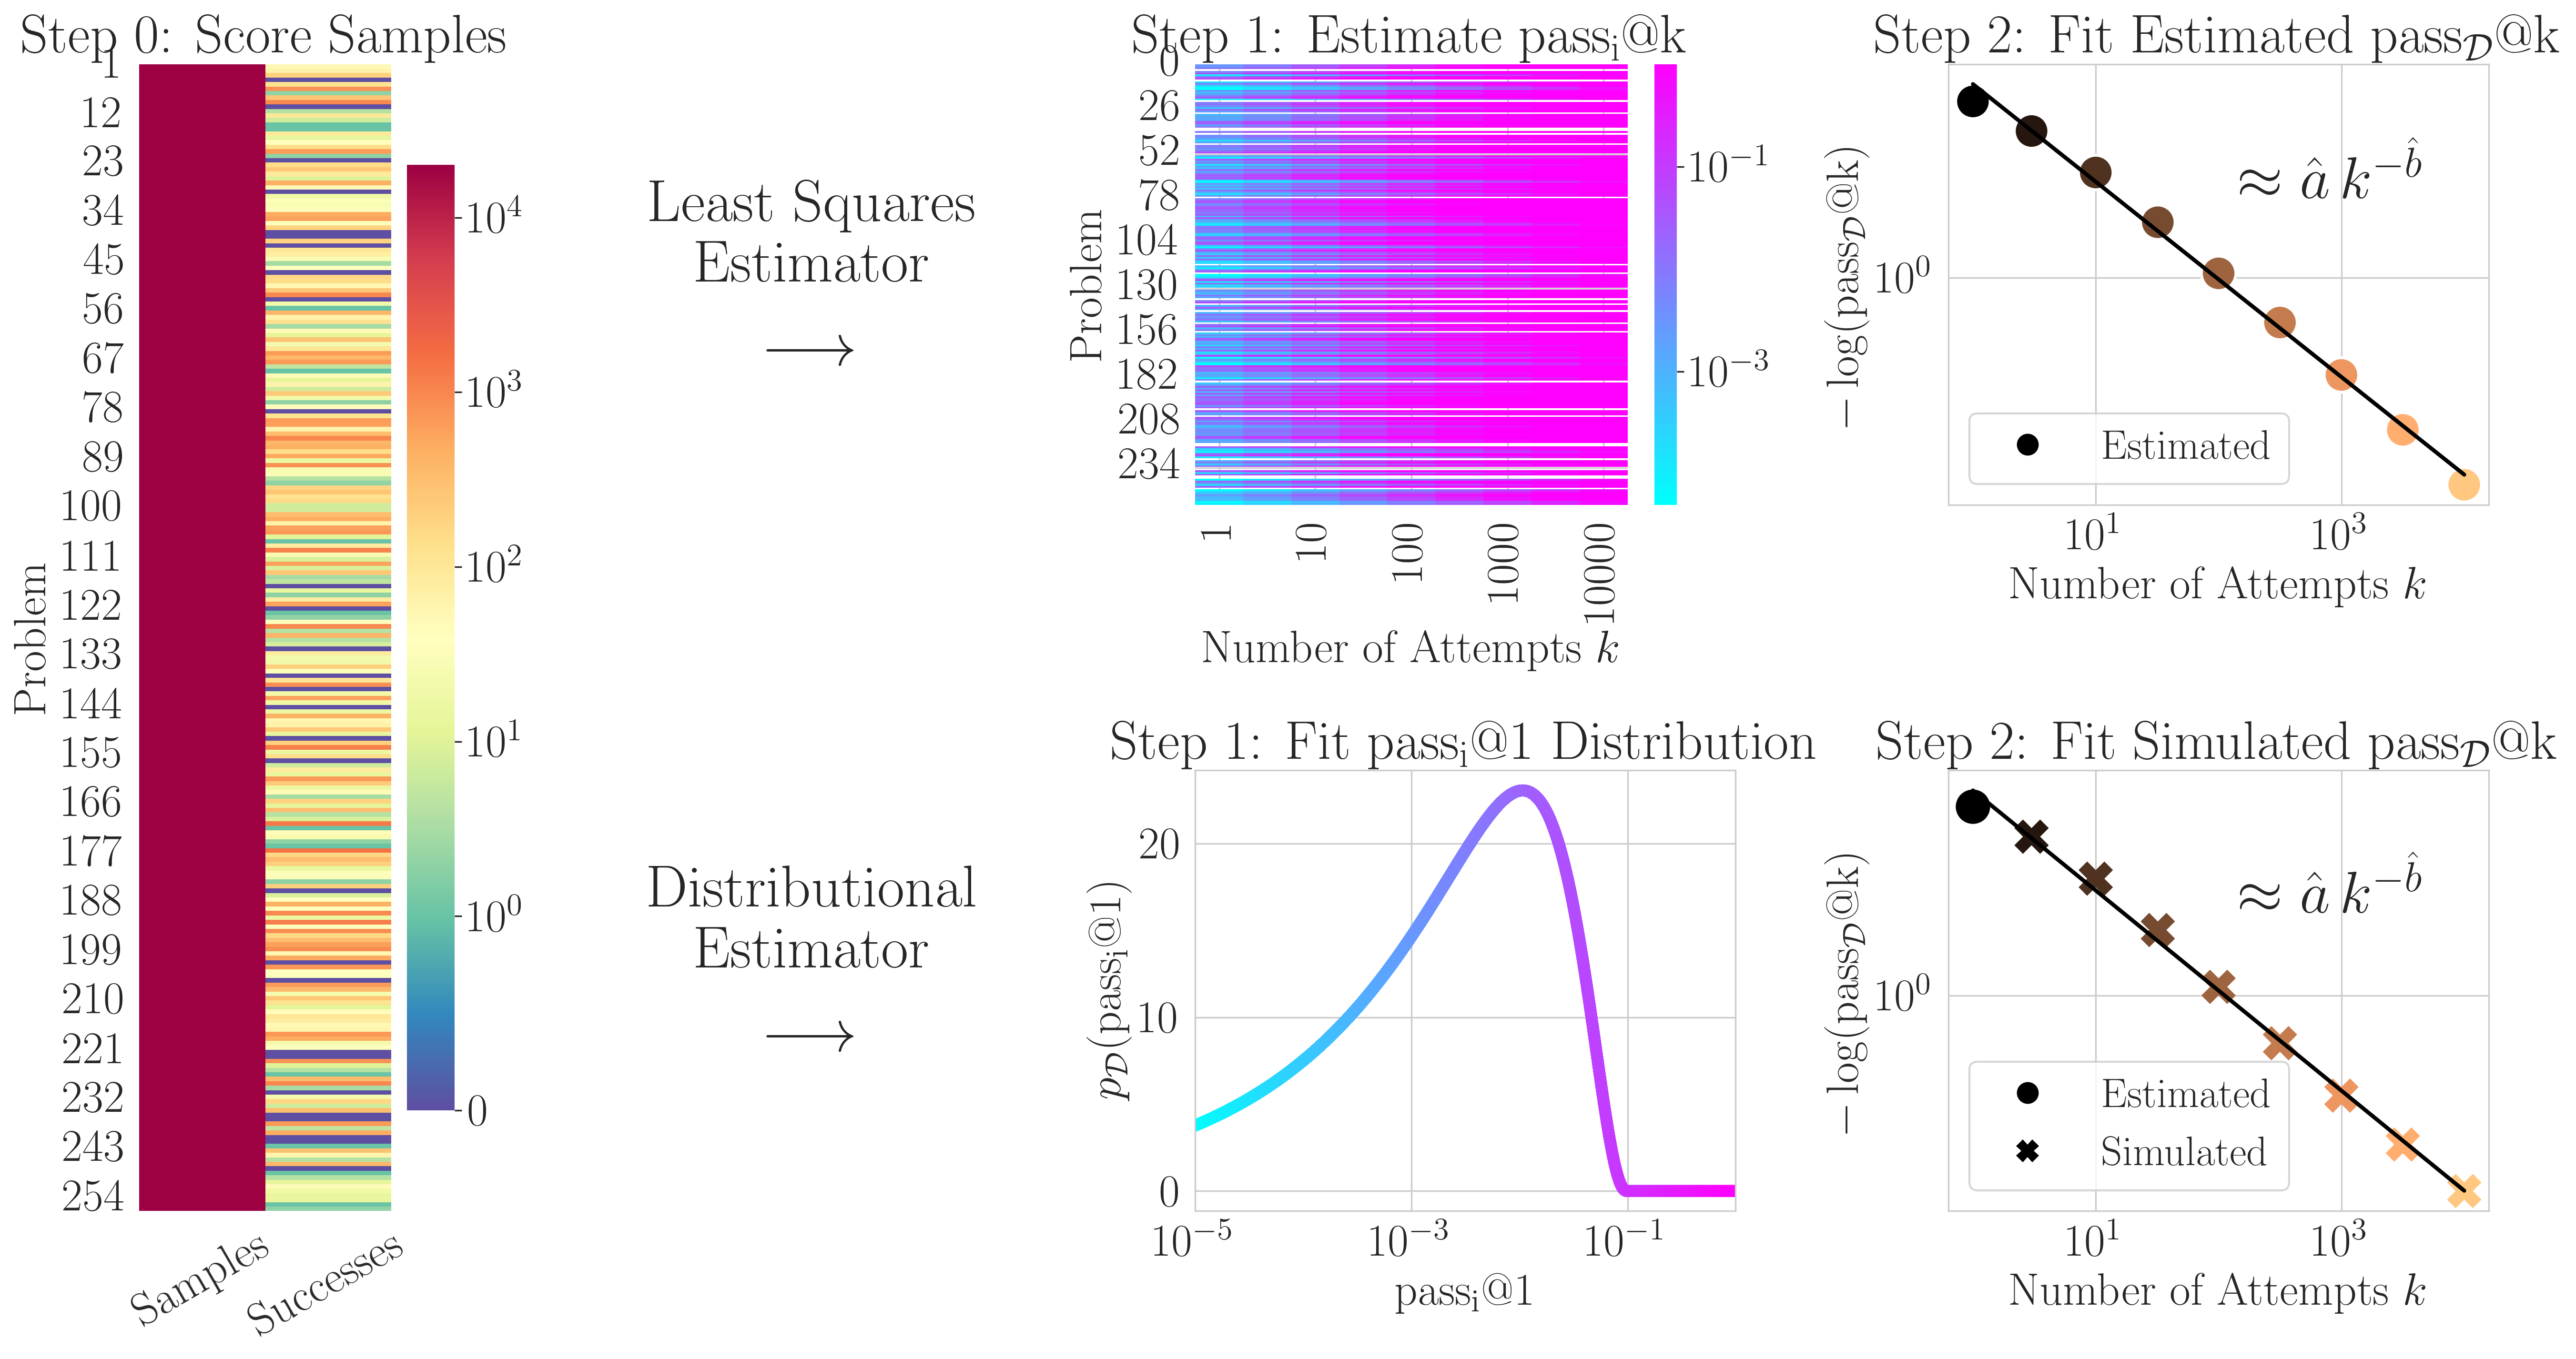 Step 0: Score Samples
Problem
1
12
23
34
45
56
67
78
89
100
111
122
133
144
155
166
177
188
199
210
221
232
243
254
Samples
Successes
10^4
10^3
10^2
10^1
10^0
0
Least Squares
Estimator
→
Step 1: Estimate pass_i@k
Problem
0
26
52
78
104
130
156
182
208
234
1
10
100
1000
10000
Number of Attempts k
10^{-1}
10^{-3}
Step 2: Fit Estimated pass_𝒟@k
− log(pass_𝒟@k)
10^0
≈ â k^{-b̂}
Estimated
10^1
10^3
Number of Attempts k
Distributional
Estimator
→
Step 1: Fit pass_i@1 Distribution
p_𝒟(pass_i@1)
20
10
0
10^{-5}
10^{-3}
10^{-1}
pass_i@1
Step 2: Fit Simulated pass_𝒟@k
− log(pass_𝒟@k)
10^0
≈ â k^{-b̂}
Estimated
Simulated
10^1
10^3
Number of Attempts k